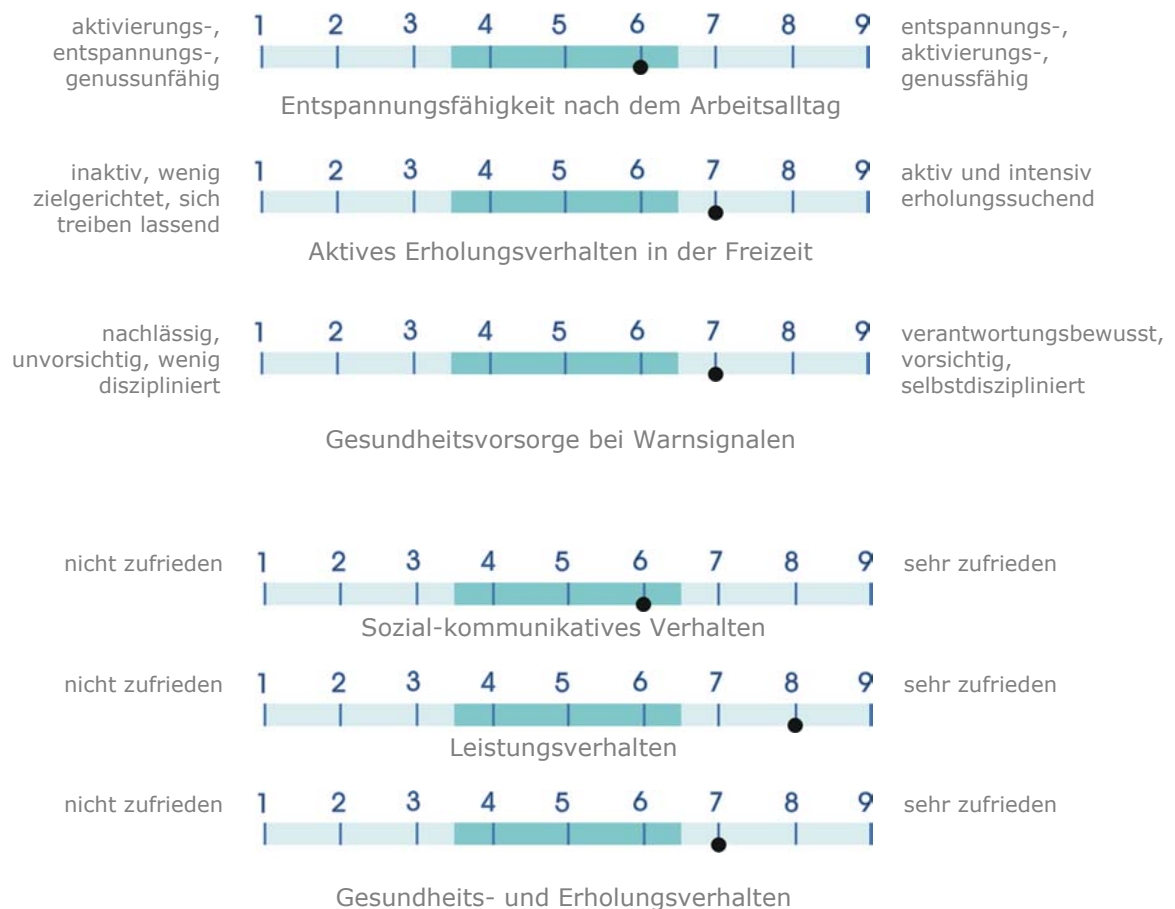 aktivierungs-,
entspannungs-,
genussunfähig
1 2 3 4 5 6 7 8 9
entspannungs-,
aktivierungs-,
genussfähig
Entspannungsfähigkeit nach dem Arbeitsalltag
inaktiv, wenig
zielgerichtet, sich
treiben lassend
1 2 3 4 5 6 7 8 9
aktiv und intensiv
erholungssuchend
Aktives Erholungsverhalten in der Freizeit
nachlässig,
unvorsichtig, wenig
diszipliniert
1 2 3 4 5 6 7 8 9
verantwortungsbewusst,
vorsichtig,
selbstdiszipliniert
Gesundheitsvorsorge bei Warnsignalen
nicht zufrieden
1 2 3 4 5 6 7 8 9
sehr zufrieden
Sozial-kommunikatives Verhalten
nicht zufrieden
1 2 3 4 5 6 7 8 9
sehr zufrieden
Leistungsverhalten
nicht zufrieden
1 2 3 4 5 6 7 8 9
sehr zufrieden
Gesundheits- und Erholungsverhalten